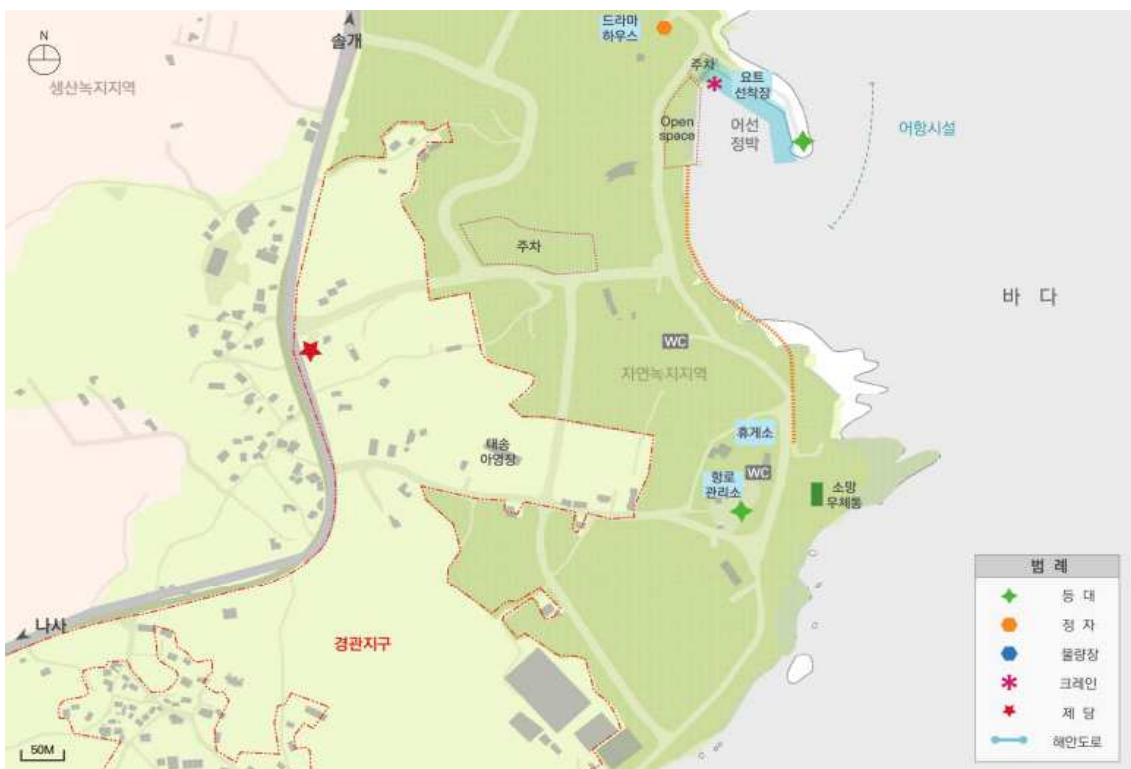 N
솔개
생산녹지지역
드라마
하우스
주차
요트
선착장
Open
space
어선
정박
어항시설
주차
바 다
WC
자연녹지지역
태송
야영장
휴게소
WC
항로
관리소
소망
우체통
나사
경관지구
50M
범 례
등 대
정 자
물량장
크레인
제 당
해안도로